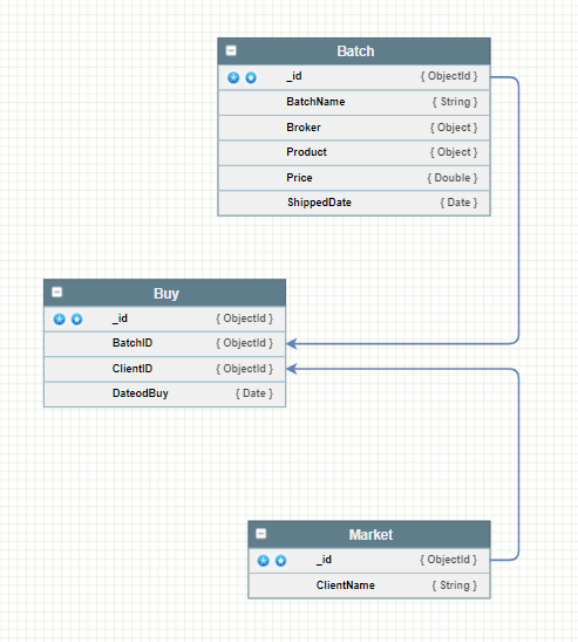 Batch
_id { ObjectId }
BatchName { String }
Broker { Object }
Product { Object }
Price { Double }
ShippedDate { Date }
Buy
_id { ObjectId }
BatchID { ObjectId }
ClientID { ObjectId }
DateodBuy { Date }
Market
_id { ObjectId }
ClientName { String }